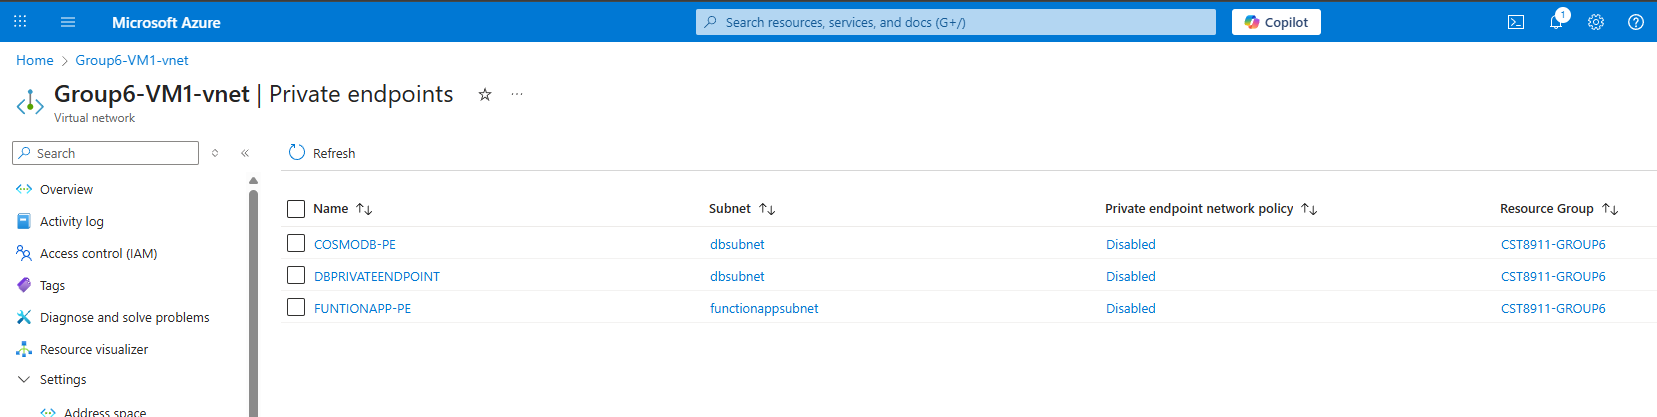 Microsoft Azure
Search resources, services, and docs (G+/)
Copilot
1
Home > Group6-VM1-vnet
Group6-VM1-vnet | Private endpoints
Virtual network
Search
Refresh
Overview
Activity log
Access control (IAM)
Tags
Diagnose and solve problems
Resource visualizer
Settings
Address space
Name Subnet Private endpoint network policy Resource Group
COSMODB-PE dbsubnet Disabled CST8911-GROUP6
DBPRIVATEENDPOINT dbsubnet Disabled CST8911-GROUP6
FUNTIONAPP-PE functionappsubnet Disabled CST8911-GROUP6